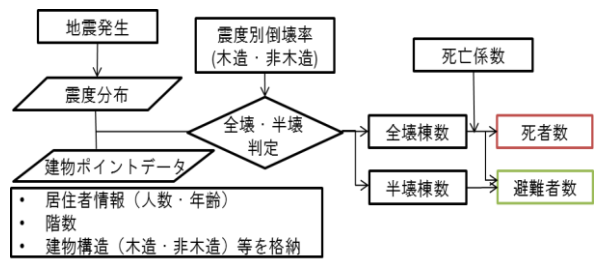 地震発生
震度分布
建物ポイントデータ
• 居住者情報（人数・年齢）
• 階数
• 建物構造（木造・非木造）等を格納
震度別倒壊率
(木造・非木造)
全壊・半壊
判定
死亡係数
全壊棟数
半壊棟数
死者数
避難者数